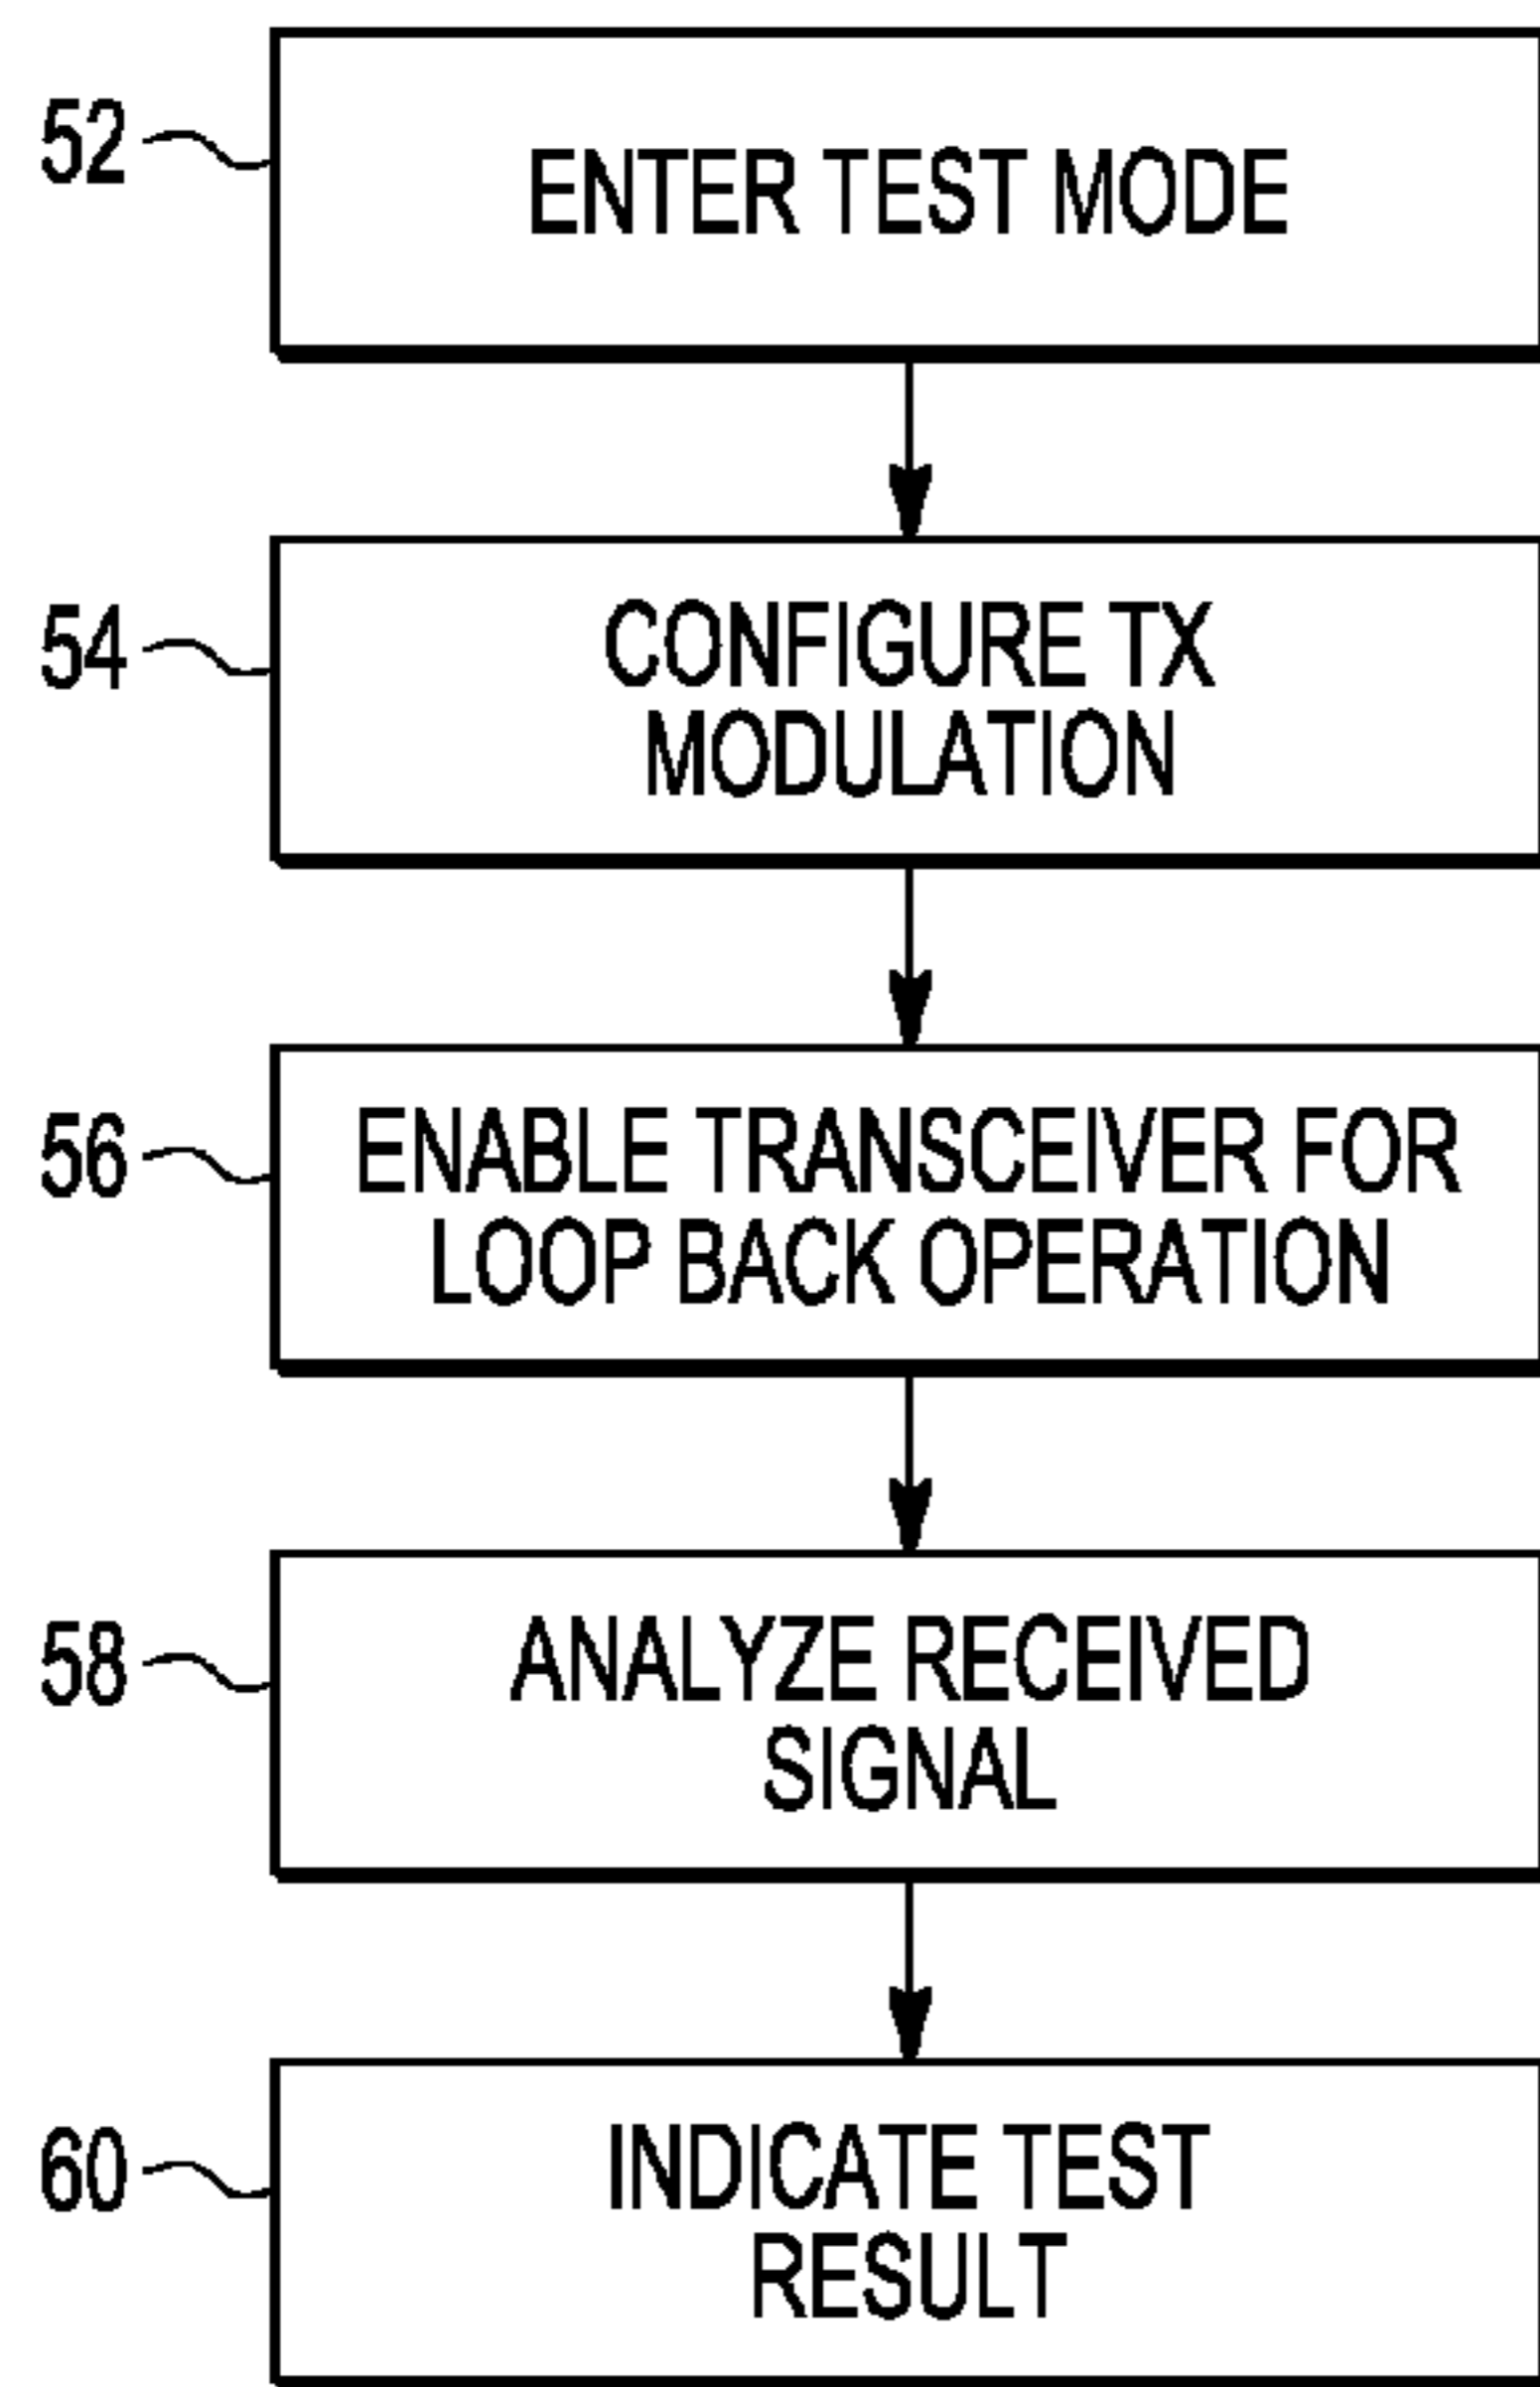 52
ENTER TEST MODE
54
CONFIGURE TX
MODULATION
56
ENABLE TRANSCEIVER FOR
LOOP BACK OPERATION
58
ANALYZE RECEIVED
SIGNAL
60
INDICATE TEST
RESULT